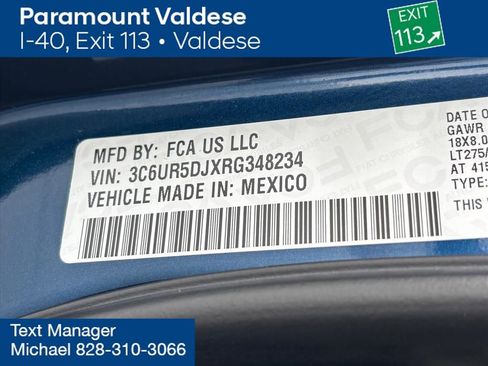 Paramount Valdese
I-40, Exit 113 • Valdese
EXIT
113
MFD BY: FCA US LLC
VIN: 3C6UR5DJXRG348234
VEHICLE MADE IN: MEXICO
DATE O
GAWR
18X8.0
LT275/
AT 415
TYPE:
THIS
Text Manager
Michael 828-310-3066